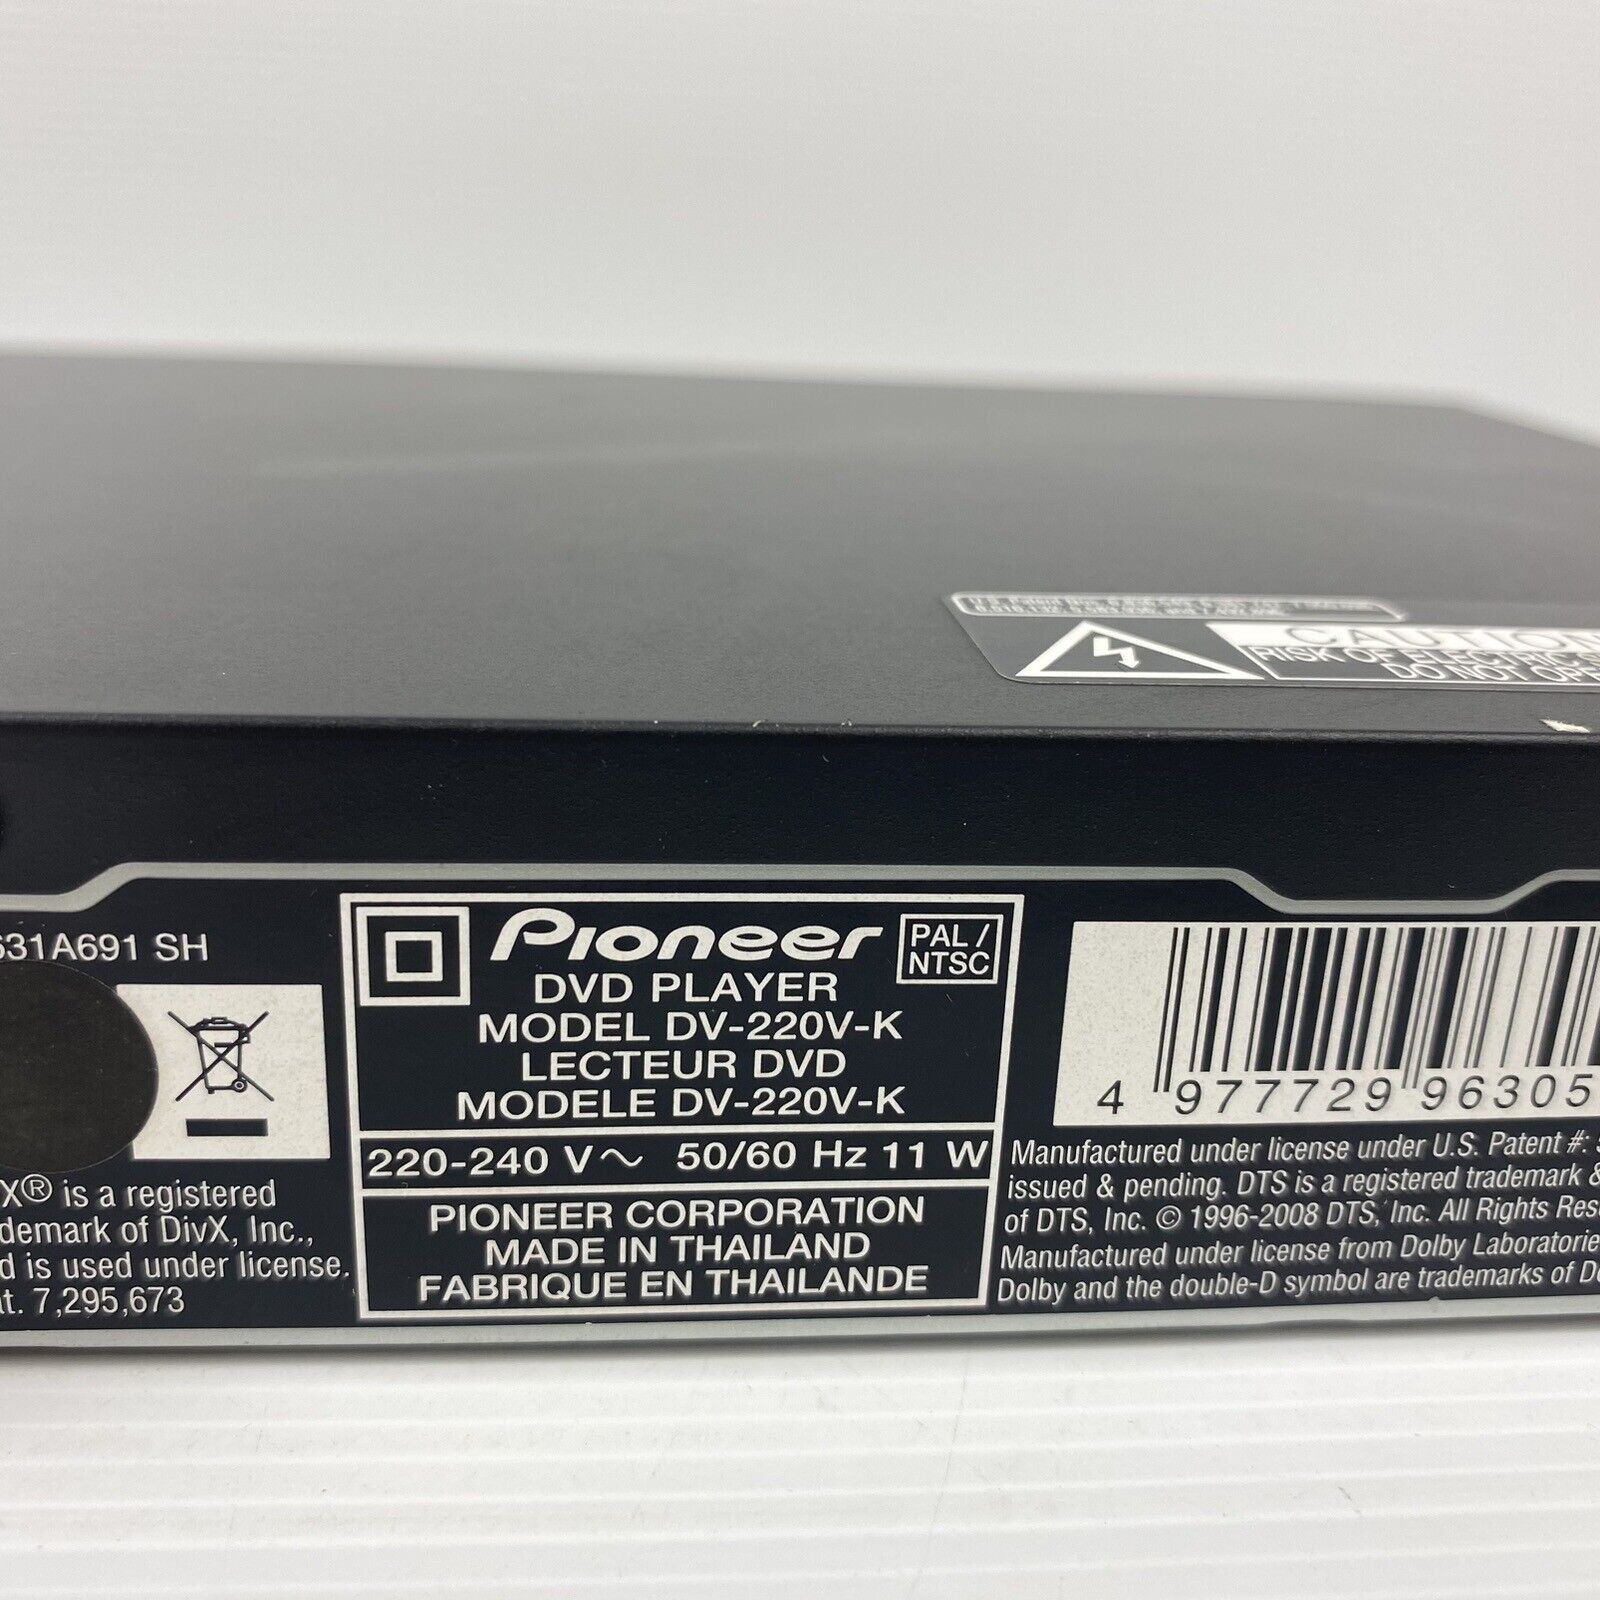 CAUTION
RISK OF ELECTRIC S
DO NOT OPE
631A691 SH
Pioneer
PAL /
NTSC
DVD PLAYER
MODEL DV-220V-K
LECTEUR DVD
MODELE DV-220V-K
220-240 V~ 50/60 Hz 11 W
PIONEER CORPORATION
MADE IN THAILAND
FABRIQUE EN THAILANDE
X® is a registered
demark of DivX, Inc.,
d is used under license.
at. 7,295,673
4 977729 96305
Manufactured under license under U.S. Patent #:
issued & pending. DTS is a registered trademark &
of DTS, Inc. © 1996-2008 DTS, Inc. All Rights Res
Manufactured under license from Dolby Laboratorie
Dolby and the double-D symbol are trademarks of Do